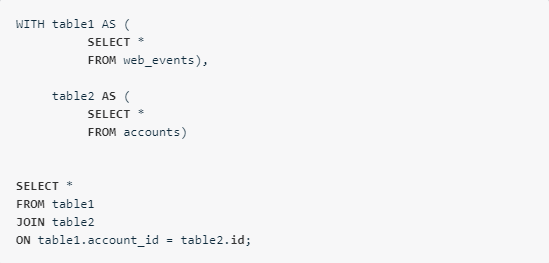 WITH table1 AS (
SELECT *
FROM web_events),
table2 AS (
SELECT *
FROM accounts)
SELECT *
FROM table1
JOIN table2
ON table1.account_id = table2.id;